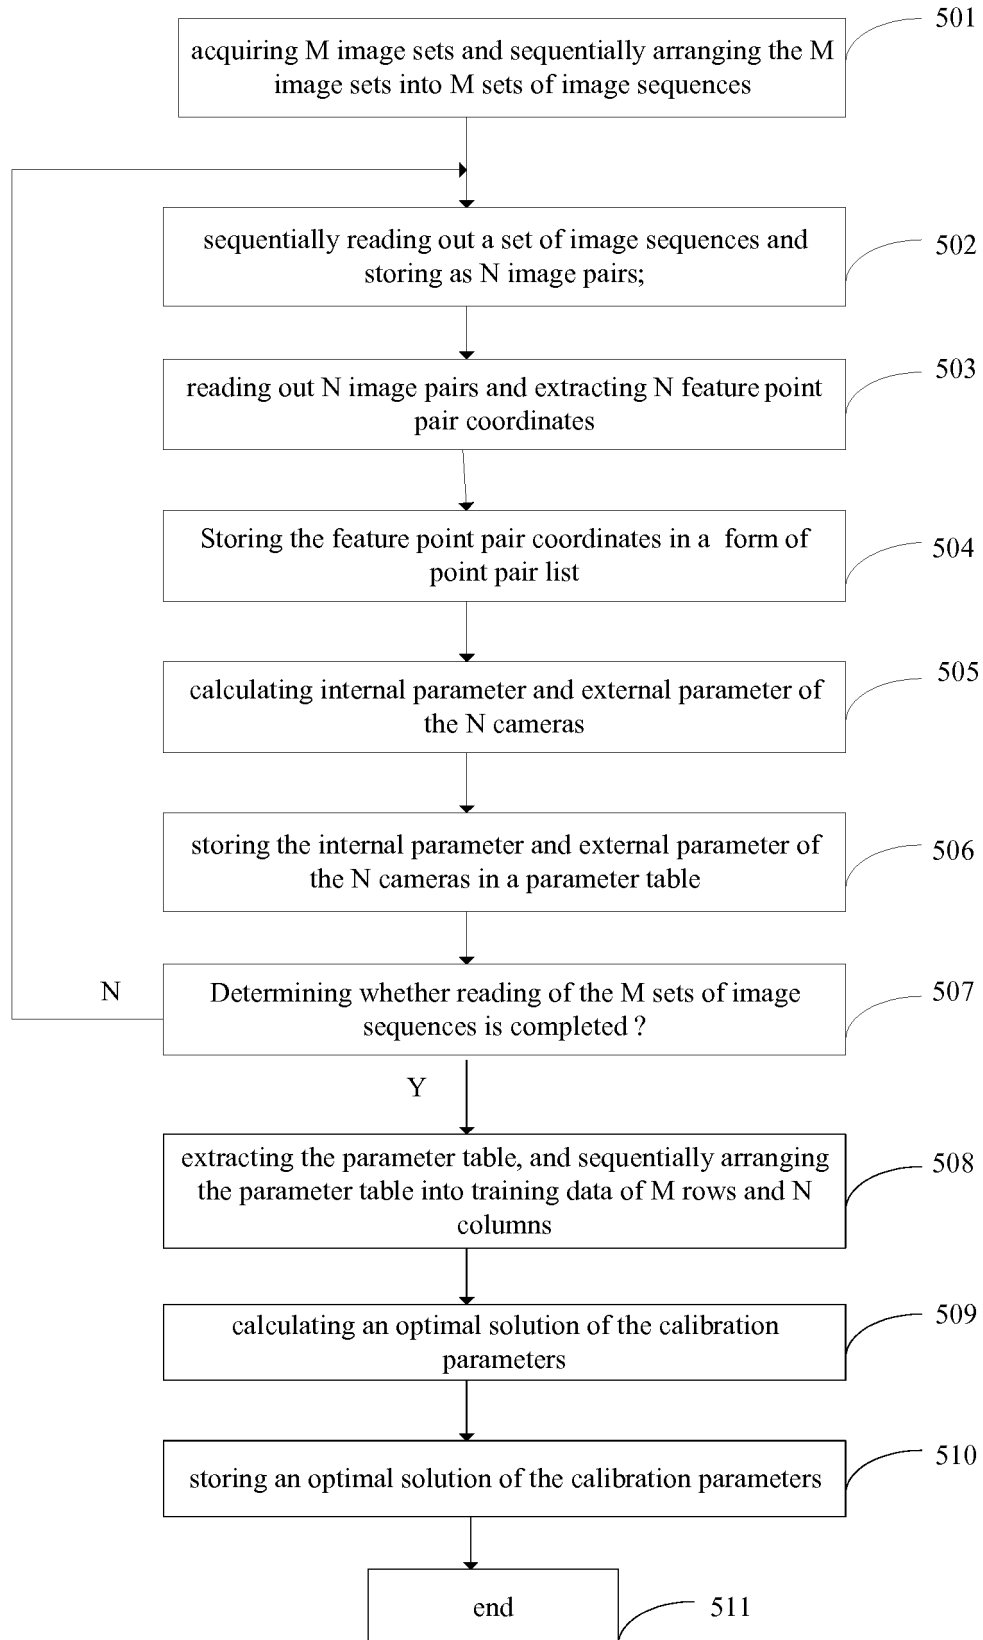 acquiring M image sets and sequentially arranging the M
image sets into M sets of image sequences
501
sequentially reading out a set of image sequences and
storing as N image pairs;
502
reading out N image pairs and extracting N feature point
pair coordinates
503
Storing the feature point pair coordinates in a form of
point pair list
504
calculating internal parameter and external parameter of
the N cameras
505
storing the internal parameter and external parameter of
the N cameras in a parameter table
506
N
Determining whether reading of the M sets of image
sequences is completed ?
507
Y
extracting the parameter table, and sequentially arranging
the parameter table into training data of M rows and N
columns
508
calculating an optimal solution of the calibration
parameters
509
storing an optimal solution of the calibration parameters
510
end
511